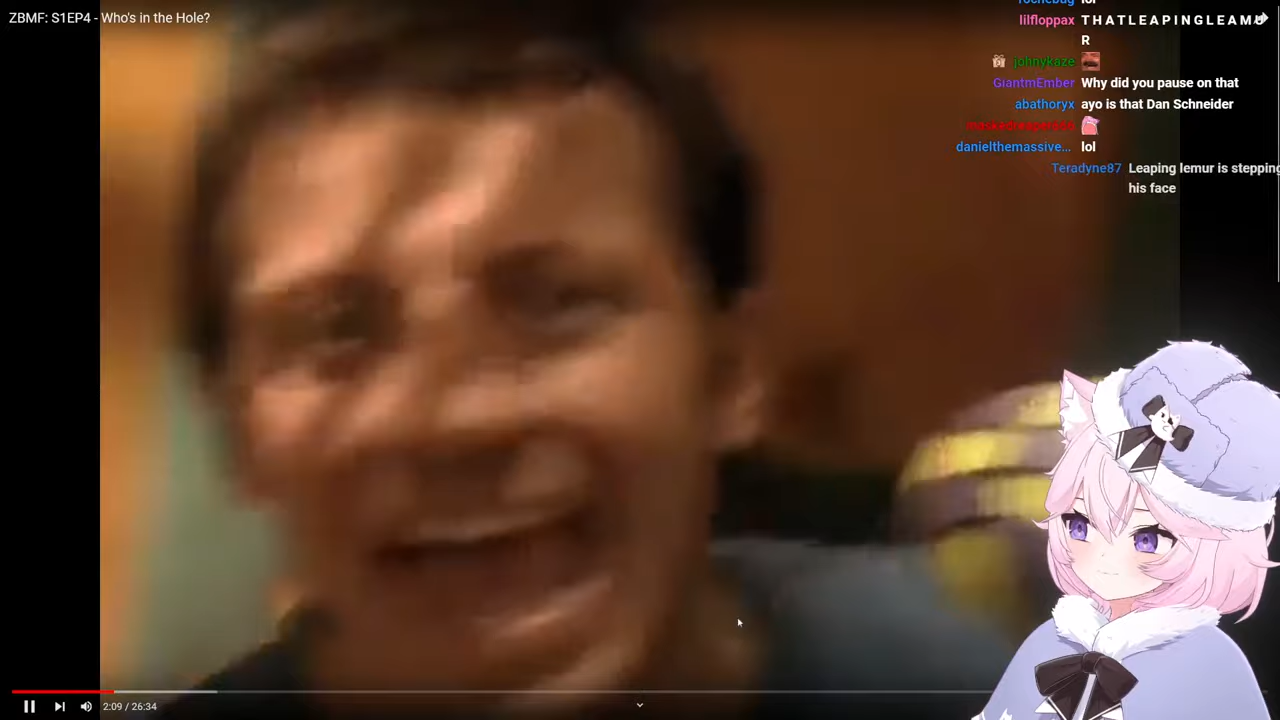 ZBMF: S1EP4 - Who's in the Hole?
lol
lilfloppax T H A T L E A P I N G L E A M U
R
johnykaze
GiantmEmber Why did you pause on that
abathoryx ayo is that Dan Schneider
danielthemassive... lol
Teradyne87 Leaping lemur is stepping
his face
2:09 / 26:34